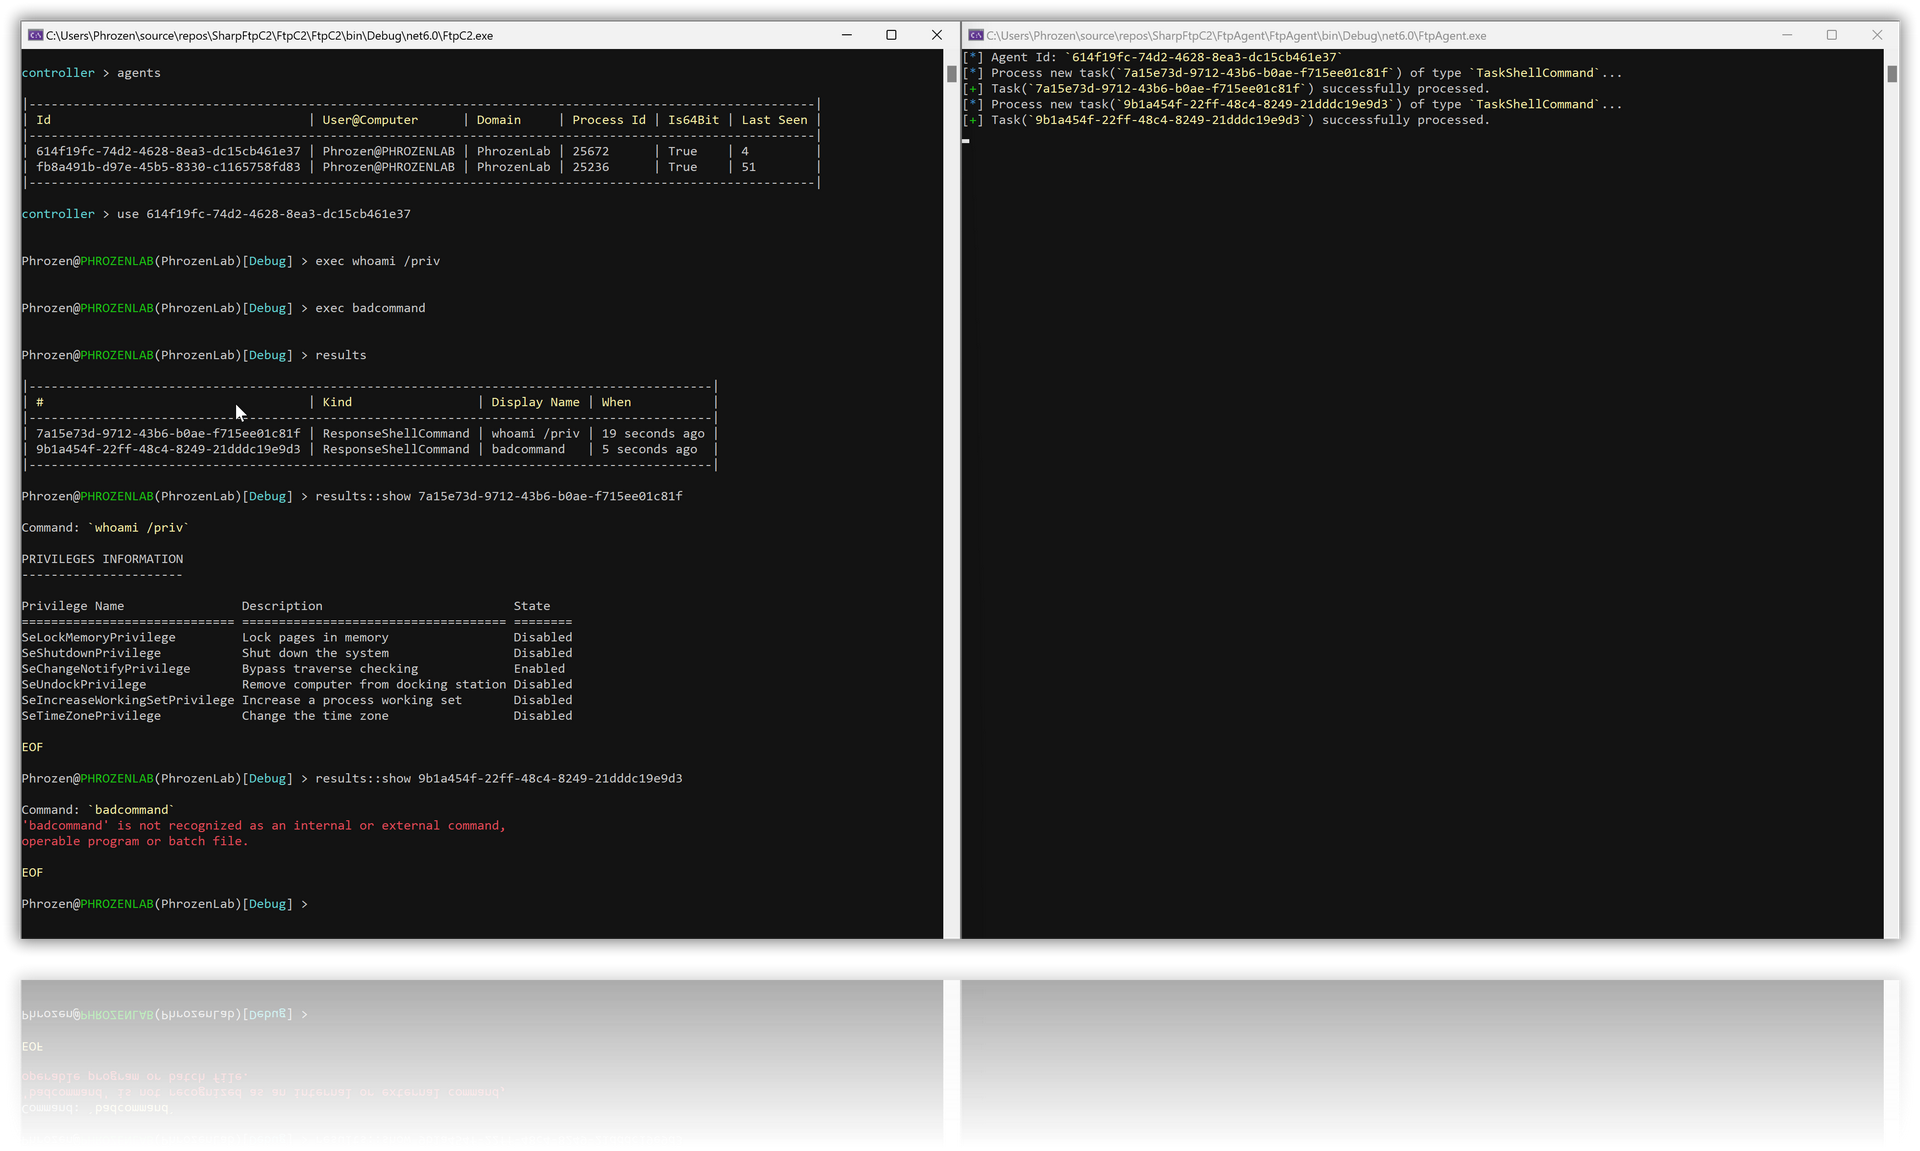 C:\Users\Phrozen\source\repos\SharpFtpC2\FtpC2\FtpC2\bin\Debug\net6.0\FtpC2.exe
controller > agents
|-----------------------------------------------------------------------------------------------------------|
| Id                                   | User@Computer      | Domain     | Process Id | Is64Bit | Last Seen |
|-----------------------------------------------------------------------------------------------------------|
| 614f19fc-74d2-4628-8ea3-dc15cb461e37 | Phrozen@PHROZENLAB | PhrozenLab | 25672      | True    | 4         |
| fb8a491b-d97e-45b5-8330-c1165758fd83 | Phrozen@PHROZENLAB | PhrozenLab | 25236      | True    | 51        |
|-----------------------------------------------------------------------------------------------------------|
controller > use 614f19fc-74d2-4628-8ea3-dc15cb461e37
Phrozen@PHROZENLAB(PhrozenLab)[Debug] > exec whoami /priv
Phrozen@PHROZENLAB(PhrozenLab)[Debug] > exec badcommand
Phrozen@PHROZENLAB(PhrozenLab)[Debug] > results
|---------------------------------------------------------------------------------------------|
| #                                    | Kind                 | Display Name | When           |
|---------------------------------------------------------------------------------------------|
| 7a15e73d-9712-43b6-b0ae-f715ee01c81f | ResponseShellCommand | whoami /priv | 19 seconds ago |
| 9b1a454f-22ff-48c4-8249-21dddc19e9d3 | ResponseShellCommand | badcommand   | 5 seconds ago  |
|---------------------------------------------------------------------------------------------|
Phrozen@PHROZENLAB(PhrozenLab)[Debug] > results::show 7a15e73d-9712-43b6-b0ae-f715ee01c81f
Command: `whoami /priv`
PRIVILEGES INFORMATION
----------------------
Privilege Name                Description                          State
============================= ==================================== ========
SeLockMemoryPrivilege         Lock pages in memory                 Disabled
SeShutdownPrivilege           Shut down the system                 Disabled
SeChangeNotifyPrivilege       Bypass traverse checking             Enabled
SeUndockPrivilege             Remove computer from docking station Disabled
SeIncreaseWorkingSetPrivilege Increase a process working set       Disabled
SeTimeZonePrivilege           Change the time zone                 Disabled
EOF
Phrozen@PHROZENLAB(PhrozenLab)[Debug] > results::show 9b1a454f-22ff-48c4-8249-21dddc19e9d3
Command: `badcommand`
'badcommand' is not recognized as an internal or external command,
operable program or batch file.
EOF
Phrozen@PHROZENLAB(PhrozenLab)[Debug] >
C:\Users\Phrozen\source\repos\SharpFtpC2\FtpAgent\FtpAgent\bin\Debug\net6.0\FtpAgent.exe
[*] Agent Id: `614f19fc-74d2-4628-8ea3-dc15cb461e37`
[*] Process new task(`7a15e73d-9712-43b6-b0ae-f715ee01c81f`) of type `TaskShellCommand`...
[+] Task(`7a15e73d-9712-43b6-b0ae-f715ee01c81f`) successfully processed.
[*] Process new task(`9b1a454f-22ff-48c4-8249-21dddc19e9d3`) of type `TaskShellCommand`...
[+] Task(`9b1a454f-22ff-48c4-8249-21dddc19e9d3`) successfully processed.